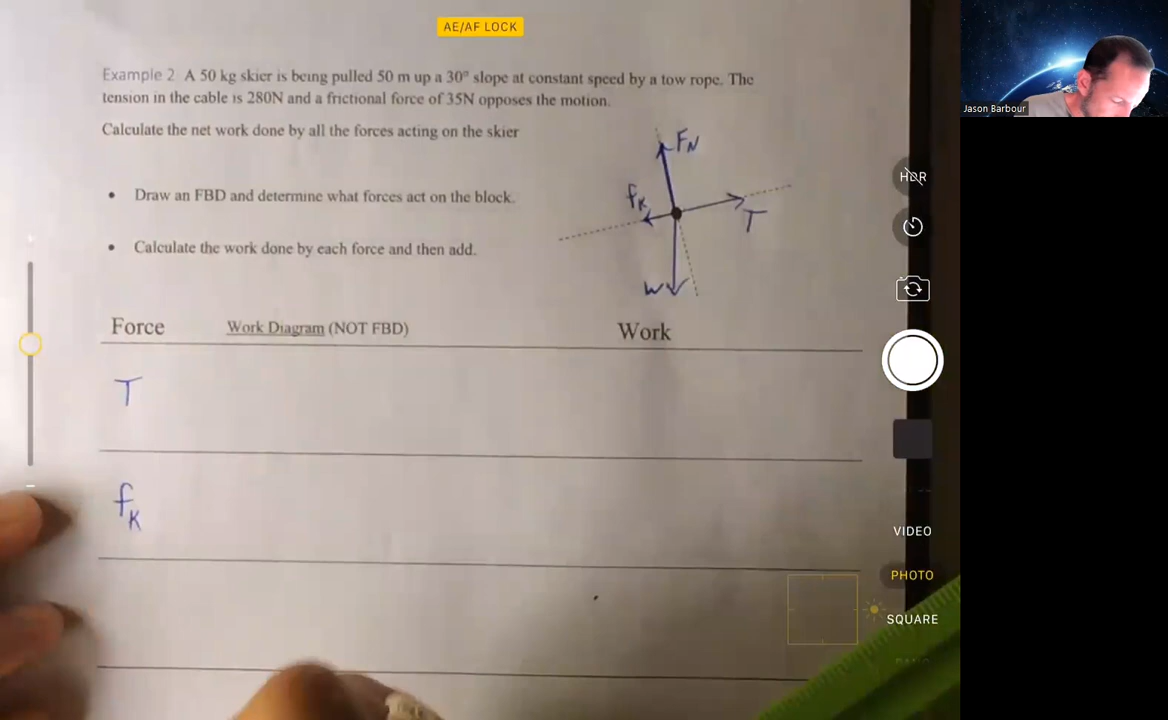 AE/AF LOCK
Jason Barbour
Example 2 A 50 kg skier is being pulled 50 m up a 30° slope at constant speed by a tow rope. The
tension in the cable is 280N and a frictional force of 35N opposes the motion.
Calculate the net work done by all the forces acting on the skier
• Draw an FBD and determine what forces act on the block.
• Calculate the work done by each force and then add.
FN
fK
T
W
Force Work Diagram (NOT FBD) Work
T
fK
HDR
VIDEO
PHOTO
SQUARE